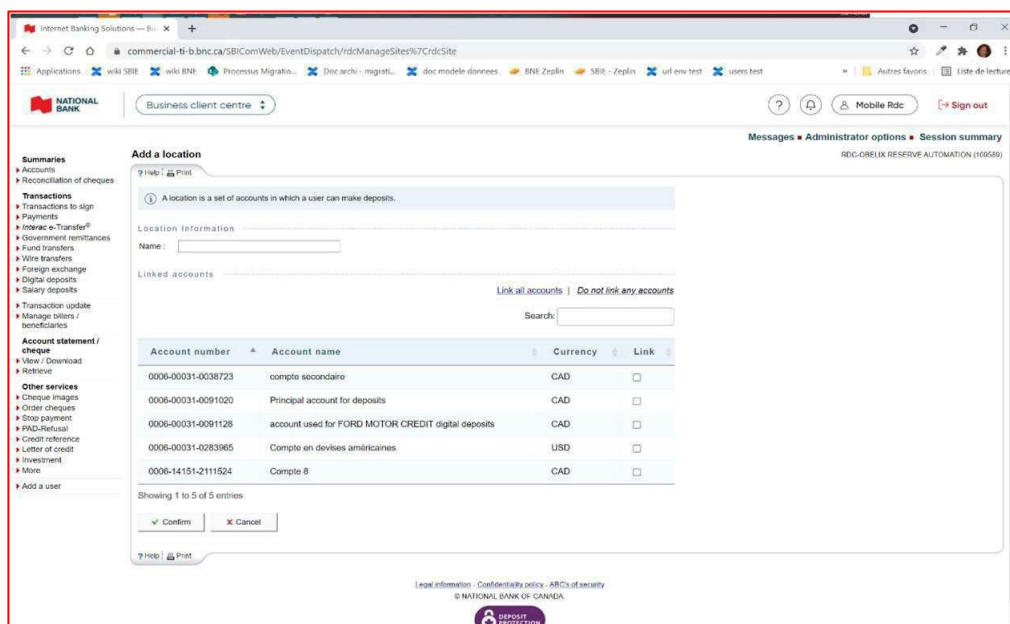 Internet Banking Solutions — Bu
commercial-ti-b.bnc.ca/SBIComWeb/EventDispatch/rdcManageSites%7CrdcSite
Applications wiki SBIE wiki BNE Processus Migratio... Doc archi - migrati... doc modele donnees BNE Zeplin SBIE - Zeplin url env test users test » Autres favoris Liste de lecture
NATIONAL BANK
Business client centre
? Mobile Rdc Sign out
Messages Administrator options Session summary
RDC-OBELIX RESERVE AUTOMATION (109589)
Summaries
Accounts
Reconciliation of cheques
Transactions
Transactions to sign
Payments
Interac e-Transfer®
Government remittances
Fund transfers
Wire transfers
Foreign exchange
Digital deposits
Salary deposits
Transaction update
Manage billers /
beneficiaries
Account statement /
cheque
View / Download
Retrieve
Other services
Cheque images
Order cheques
Stop payment
PAD-Refusal
Credit reference
Letter of credit
Investment
More
Add a user
Add a location
? Help Print
A location is a set of accounts in which a user can make deposits.
Location Information
Name :
Linked accounts
Link all accounts | Do not link any accounts
Search:
Account number Account name Currency Link
0006-00031-0038723 compte secondaire CAD
0006-00031-0091020 Principal account for deposits CAD
0006-00031-0091128 account used for FORD MOTOR CREDIT digital deposits CAD
0006-00031-0283965 Compte en devises américaines USD
0006-14151-2111524 Compte 8 CAD
Showing 1 to 5 of 5 entries
Confirm Cancel
? Help Print
Legal information - Confidentiality policy - ABC's of security
© NATIONAL BANK OF CANADA
DEPOSIT
PROTECTION